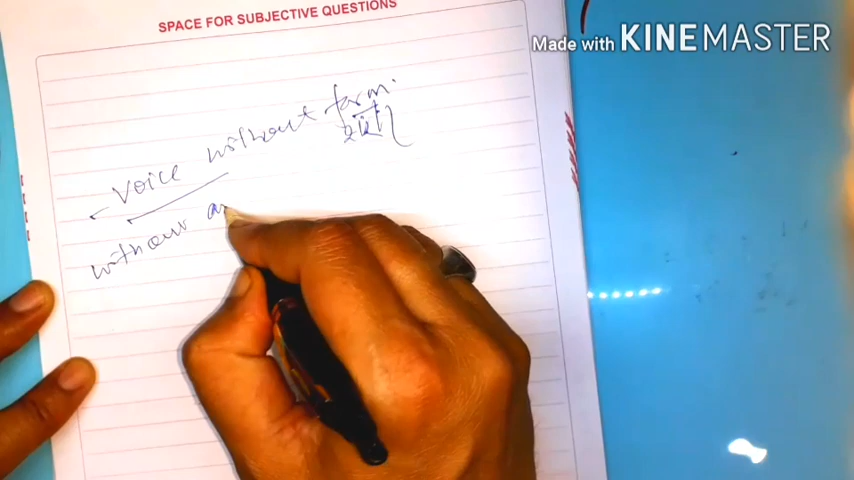 SPACE FOR SUBJECTIVE QUESTIONS
Made with KINEMASTER
Voice without form
without